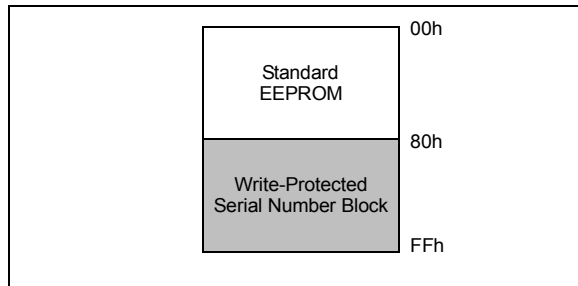 00h
Standard
EEPROM
80h
Write-Protected
Serial Number Block
FFh